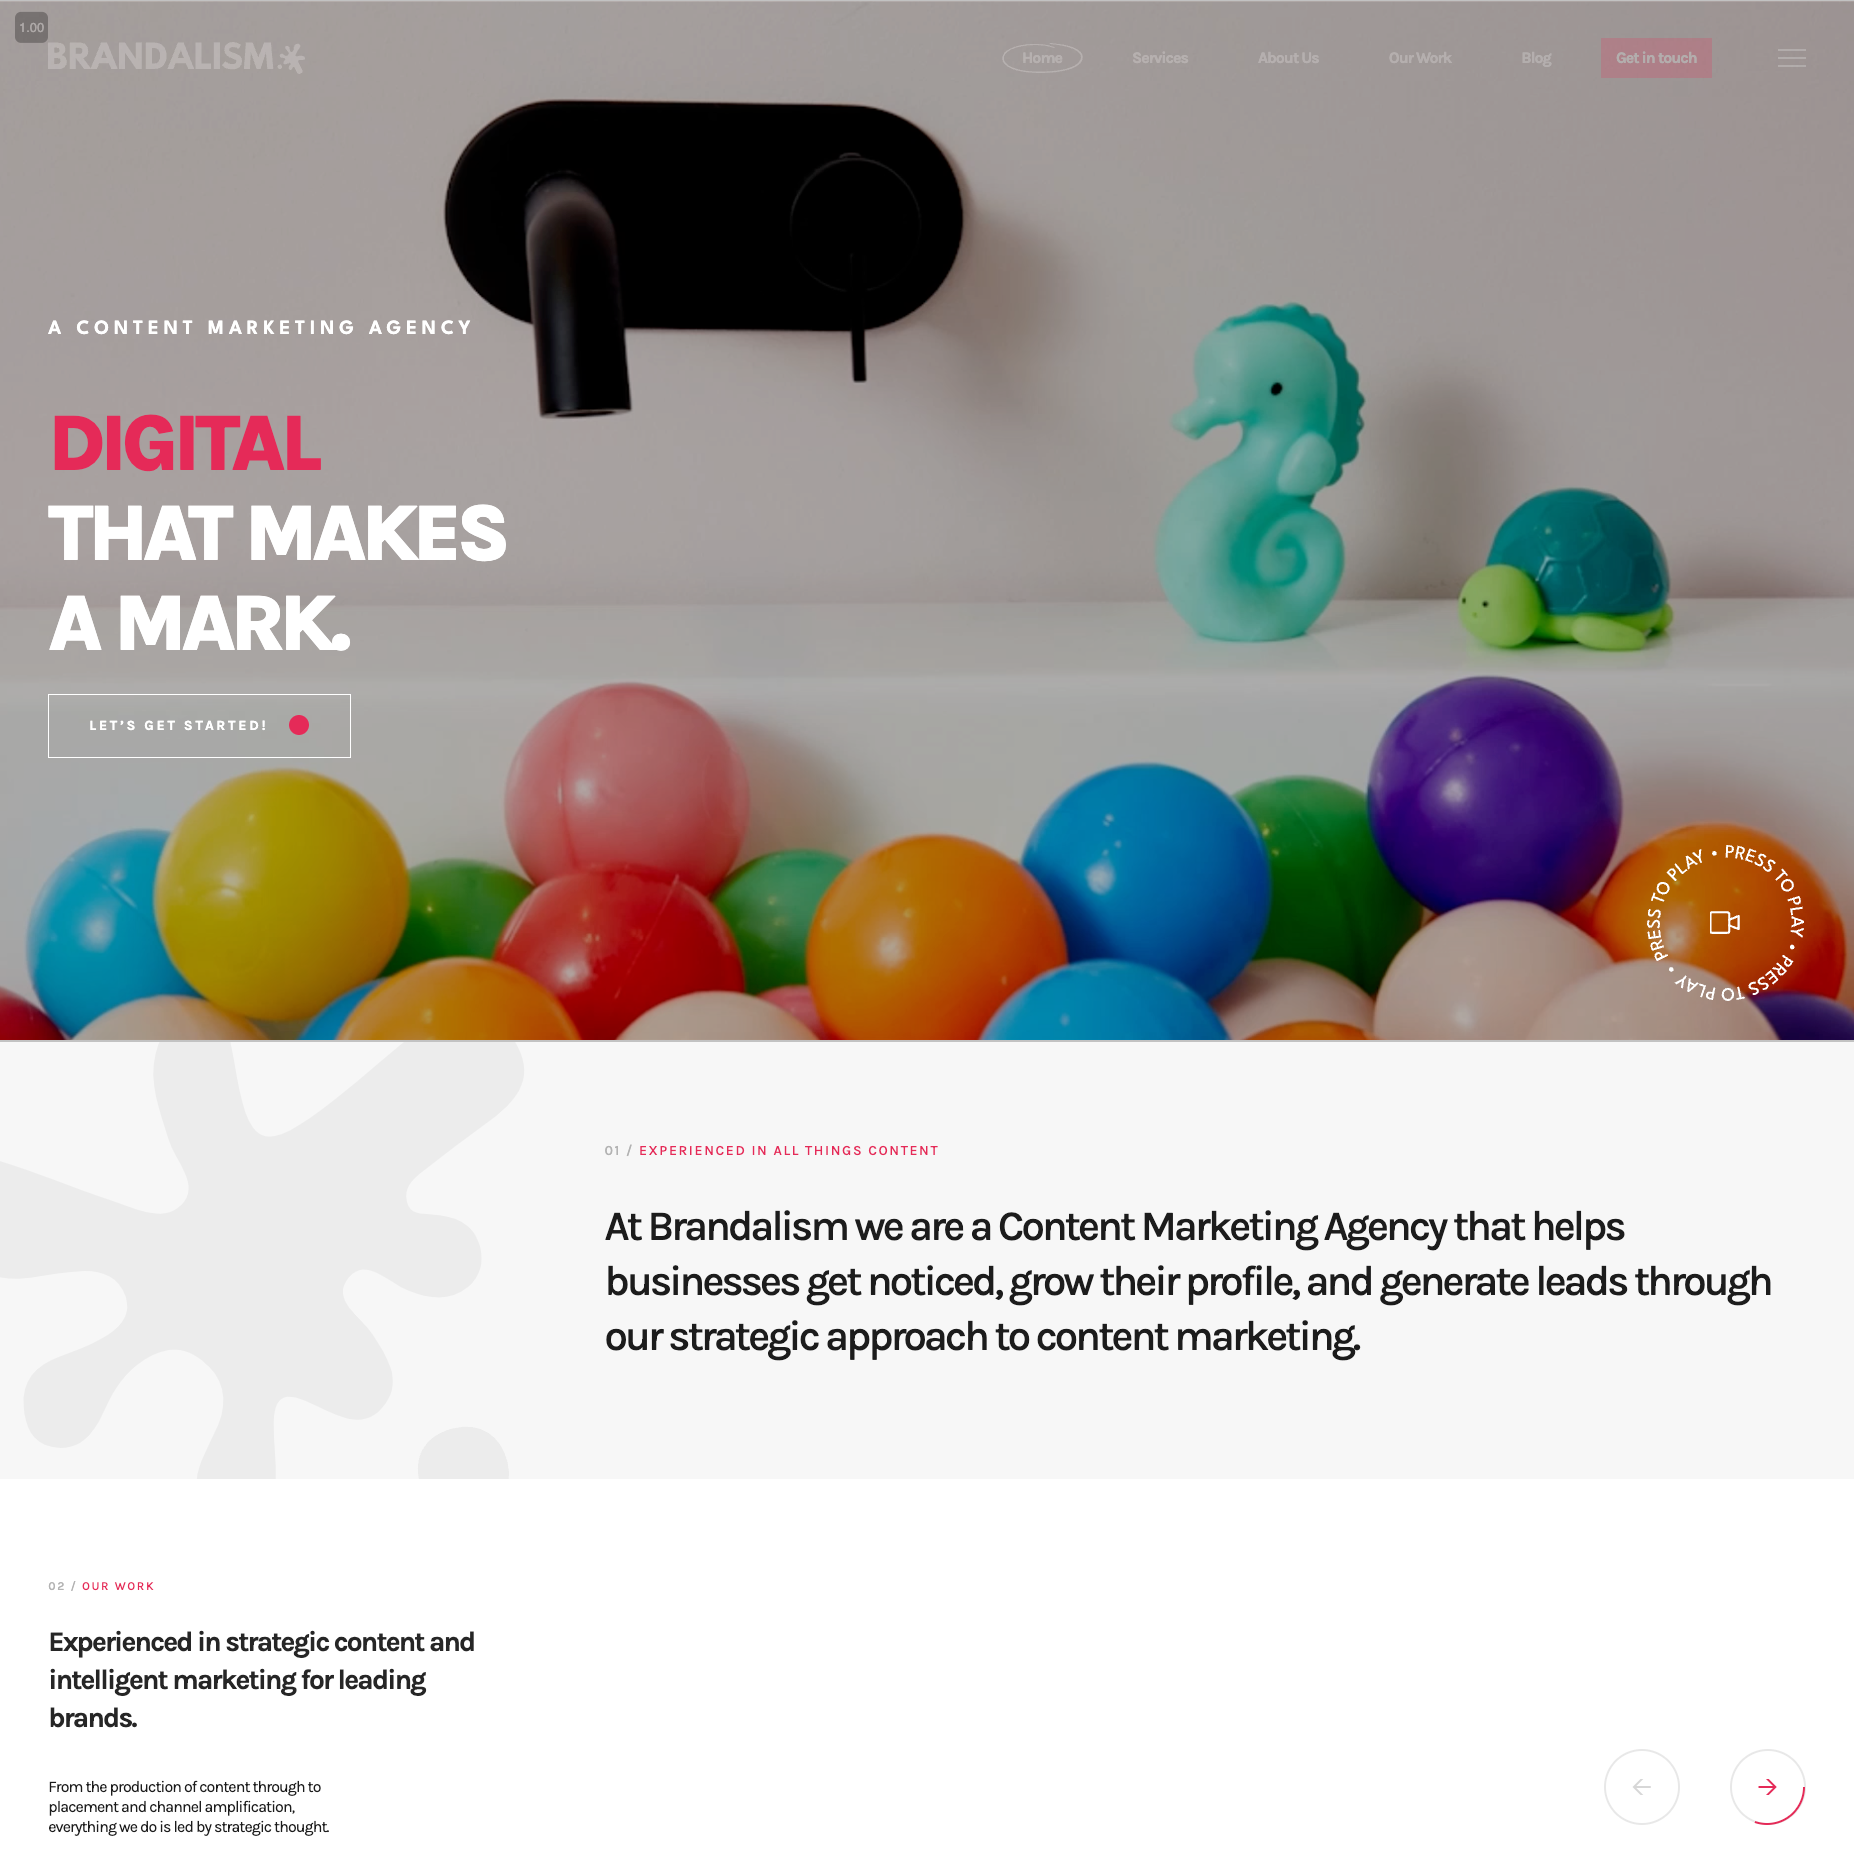 1.00
BRANDALISM
Home
Services
About Us
Our Work
Blog
Get in touch
A CONTENT MARKETING AGENCY
DIGITAL
THAT MAKES
A MARK.
LET'S GET STARTED!
PRESS TO PLAY • PRESS TO PLAY • PRESS TO PLAY •
01 / EXPERIENCED IN ALL THINGS CONTENT
At Brandalism we are a Content Marketing Agency that helps
businesses get noticed, grow their profile, and generate leads through
our strategic approach to content marketing.
02 / OUR WORK
Experienced in strategic content and
intelligent marketing for leading
brands.
From the production of content through to
placement and channel amplification,
everything we do is led by strategic thought.